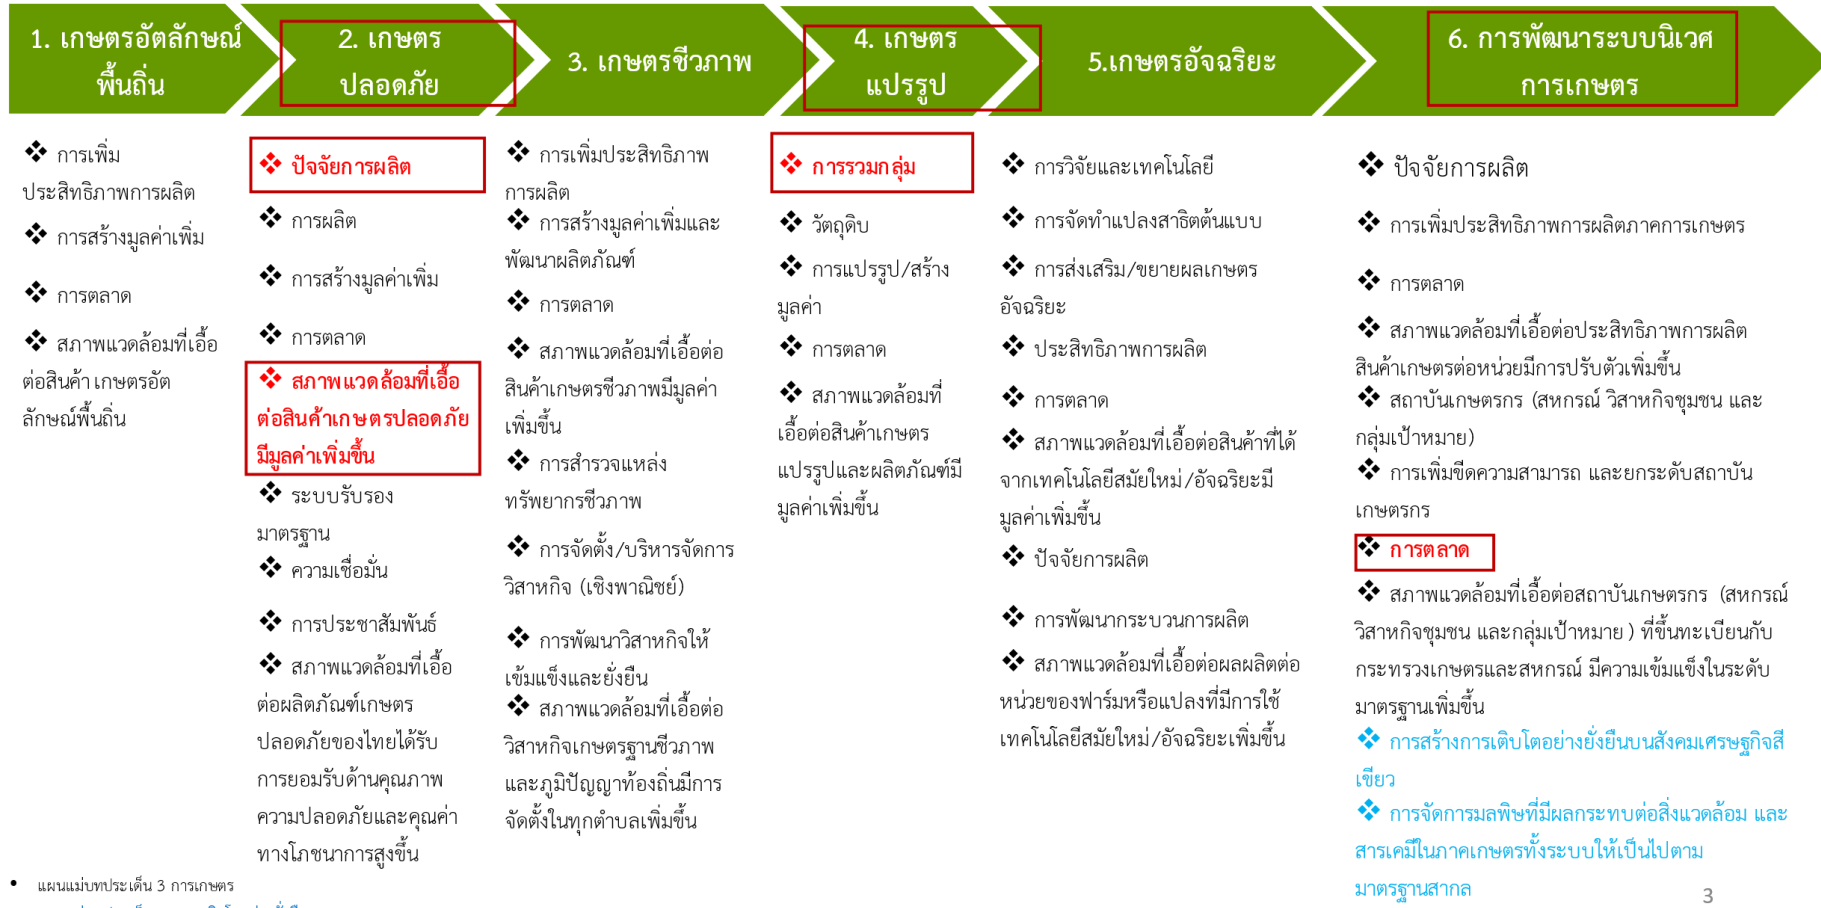 1. เกษตรอัตลักษณ์
พื้นถิ่น
2. เกษตร
ปลอดภัย
3. เกษตรชีวภาพ
4. เกษตร
แปรรูป
5.เกษตรอัจฉริยะ
6. การพัฒนาระบบนิเวศ
การเกษตร
❖ การเพิ่ม
ประสิทธิภาพการผลิต
❖ การสร้างมูลค่าเพิ่ม
❖ การตลาด
❖ สภาพแวดล้อมที่เอื้อ
ต่อสินค้า เกษตรอัต
ลักษณ์พื้นถิ่น
❖ ปัจจัยการผลิต
❖ การผลิต
❖ การสร้างมูลค่าเพิ่ม
❖ การตลาด
❖ สภาพแวดล้อมที่เอื้อ
ต่อสินค้าเกษตรปลอดภัย
มีมูลค่าเพิ่มขึ้น
❖ ระบบรับรอง
มาตรฐาน
❖ ความเชื่อมั่น
❖ การประชาสัมพันธ์
❖ สภาพแวดล้อมที่เอื้อ
ต่อผลิตภัณฑ์เกษตร
ปลอดภัยของไทยได้รับ
การยอมรับด้านคุณภาพ
ความปลอดภัยและคุณค่า
ทางโภชนาการสูงขึ้น
❖ การเพิ่มประสิทธิภาพ
การผลิต
❖ การสร้างมูลค่าเพิ่มและ
พัฒนาผลิตภัณฑ์
❖ การตลาด
❖ สภาพแวดล้อมที่เอื้อต่อ
สินค้าเกษตรชีวภาพมีมูลค่า
เพิ่มขึ้น
❖ การสำรวจแหล่ง
ทรัพยากรชีวภาพ
❖ การจัดตั้ง/บริหารจัดการ
วิสาหกิจ (เชิงพาณิชย์)
❖ การพัฒนาวิสาหกิจให้
เข้มแข็งและยั่งยืน
❖ สภาพแวดล้อมที่เอื้อต่อ
วิสาหกิจเกษตรฐานชีวภาพ
และภูมิปัญญาท้องถิ่นมีการ
จัดตั้งในทุกตำบลเพิ่มขึ้น
❖ การรวมกลุ่ม
❖ วัตถุดิบ
❖ การแปรรูป/สร้าง
มูลค่า
❖ การตลาด
❖ สภาพแวดล้อมที่
เอื้อต่อสินค้าเกษตร
แปรรูปและผลิตภัณฑ์มี
มูลค่าเพิ่มขึ้น
❖ การวิจัยและเทคโนโลยี
❖ การจัดทำแปลงสาธิตต้นแบบ
❖ การส่งเสริม/ขยายผลเกษตร
อัจฉริยะ
❖ ประสิทธิภาพการผลิต
❖ การตลาด
❖ สภาพแวดล้อมที่เอื้อต่อสินค้าที่ได้
จากเทคโนโลยีสมัยใหม่/อัจฉริยะมี
มูลค่าเพิ่มขึ้น
❖ ปัจจัยการผลิต
❖ การพัฒนากระบวนการผลิต
❖ สภาพแวดล้อมที่เอื้อต่อผลผลิตต่อ
หน่วยของฟาร์มหรือแปลงที่มีการใช้
เทคโนโลยีสมัยใหม่/อัจฉริยะเพิ่มขึ้น
❖ ปัจจัยการผลิต
❖ การเพิ่มประสิทธิภาพการผลิตภาคการเกษตร
❖ การตลาด
❖ สภาพแวดล้อมที่เอื้อต่อประสิทธิภาพการผลิต
สินค้าเกษตรต่อหน่วยมีการปรับตัวเพิ่มขึ้น
❖ สถาบันเกษตรกร (สหกรณ์ วิสาหกิจชุมชน และ
กลุ่มเป้าหมาย)
❖ การเพิ่มขีดความสามารถ และยกระดับสถาบัน
เกษตรกร
❖ การตลาด
❖ สภาพแวดล้อมที่เอื้อต่อสถาบันเกษตรกร (สหกรณ์
วิสาหกิจชุมชน และกลุ่มเป้าหมาย) ที่ขึ้นทะเบียนกับ
กระทรวงเกษตรและสหกรณ์ มีความเข้มแข็งในระดับ
มาตรฐานเพิ่มขึ้น
❖ การสร้างการเติบโตอย่างยั่งยืนบนสังคมเศรษฐกิจสี
เขียว
❖ การจัดการมลพิษที่มีผลกระทบต่อสิ่งแวดล้อม และ
สารเคมีในภาคเกษตรทั้งระบบให้เป็นไปตาม
มาตรฐานสากล
• แผนแม่บทประเด็น 3 การเกษตร
3